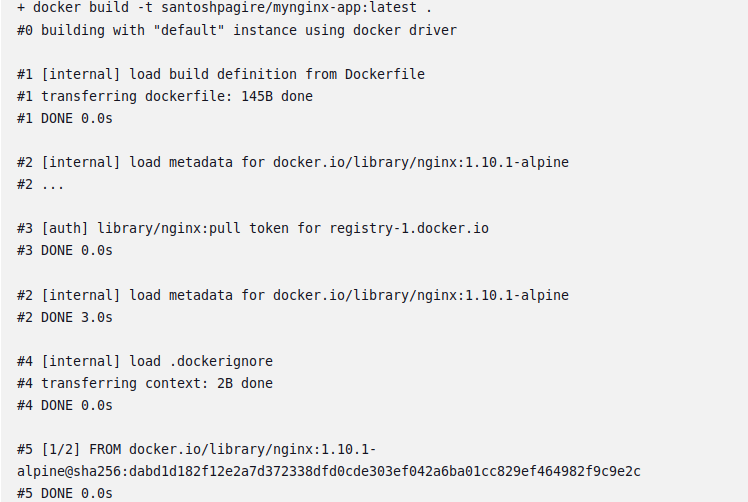 + docker build -t santoshpagire/mynginx-app:latest .
#0 building with "default" instance using docker driver
#1 [internal] load build definition from Dockerfile
#1 transferring dockerfile: 145B done
#1 DONE 0.0s
#2 [internal] load metadata for docker.io/library/nginx:1.10.1-alpine
#2 ...
#3 [auth] library/nginx:pull token for registry-1.docker.io
#3 DONE 0.0s
#2 [internal] load metadata for docker.io/library/nginx:1.10.1-alpine
#2 DONE 3.0s
#4 [internal] load .dockerignore
#4 transferring context: 2B done
#4 DONE 0.0s
#5 [1/2] FROM docker.io/library/nginx:1.10.1-
alpine@sha256:dabd1d182f12e2a7d372338dfd0cde303ef042a6ba01cc829ef464982f9c9e2c
#5 DONE 0.0s